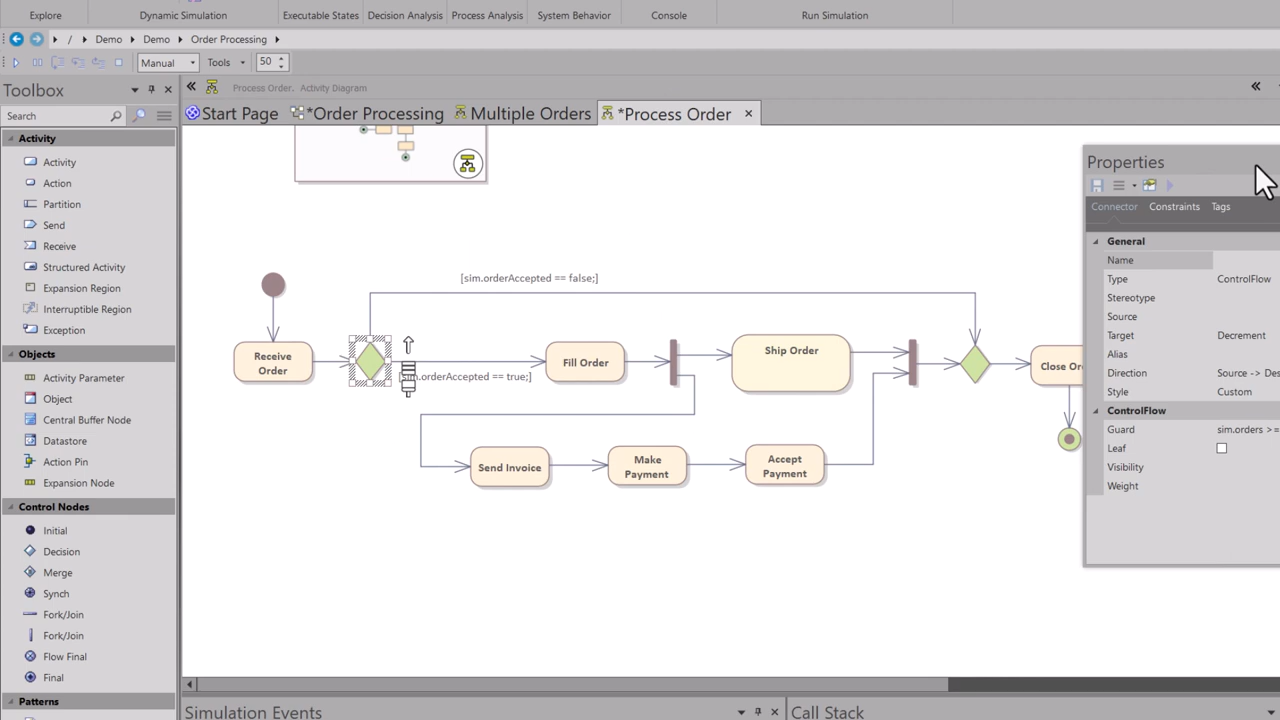 Explore
Dynamic Simulation
Executable States
Decision Analysis
Process Analysis
System Behavior
Console
Run Simulation
/ Demo Demo Order Processing
Manual Tools 50
Toolbox
Search
Activity
Activity
Action
Partition
Send
Receive
Structured Activity
Expansion Region
Interruptible Region
Exception
Objects
Activity Parameter
Object
Central Buffer Node
Datastore
Action Pin
Expansion Node
Control Nodes
Initial
Decision
Merge
Synch
Fork/Join
Fork/Join
Flow Final
Final
Patterns
Process Order. Activity Diagram
Start Page *Order Processing Multiple Orders *Process Order
[sim.orderAccepted == false;]
Receive
Order
[sim.orderAccepted == true;]
Fill Order
Ship Order
Close Or
Send Invoice
Make
Payment
Accept
Payment
Properties
Connector Constraints Tags
General
Name
Type ControlFlow
Stereotype
Source
Target Decrement
Alias
Direction Source -> Des
Style Custom
ControlFlow
Guard sim.orders >=
Leaf
Visibility
Weight
Simulation Events
Call Stack